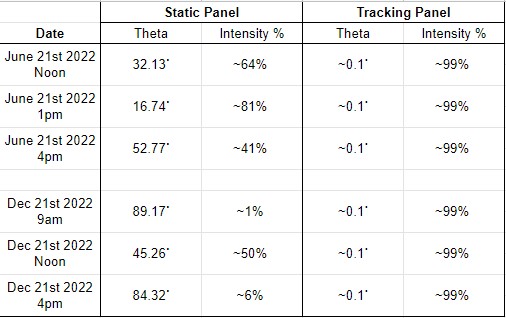 Static Panel Tracking Panel
Date Theta Intensity % Theta Intensity %
June 21st 2022 Noon 32.13° ~64% ~0.1° ~99%
June 21st 2022 1pm 16.74° ~81% ~0.1° ~99%
June 21st 2022 4pm 52.77° ~41% ~0.1° ~99%
Dec 21st 2022 9am 89.17° ~1% ~0.1° ~99%
Dec 21st 2022 Noon 45.26° ~50% ~0.1° ~99%
Dec 21st 2022 4pm 84.32° ~6% ~0.1° ~99%